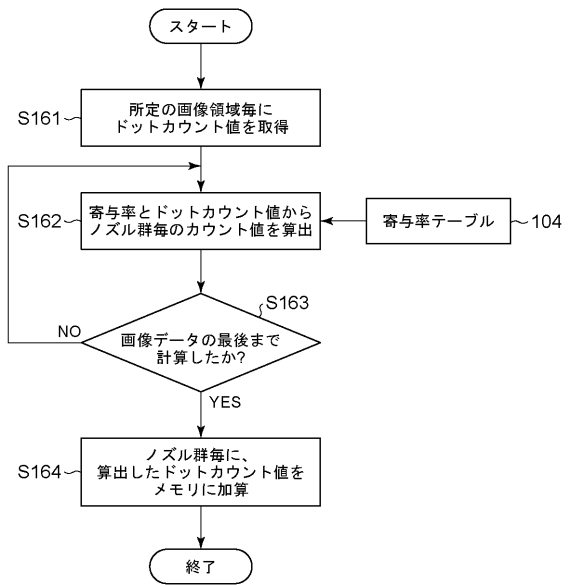 スタート
S161
所定の画像領域毎に
ドットカウント値を取得
S162
寄与率とドットカウント値から
ノズル群毎のカウント値を算出
寄与率テーブル
104
S163
画像データの最後まで
計算したか?
NO
YES
S164
ノズル群毎に、
算出したドットカウント値を
メモリに加算
終了